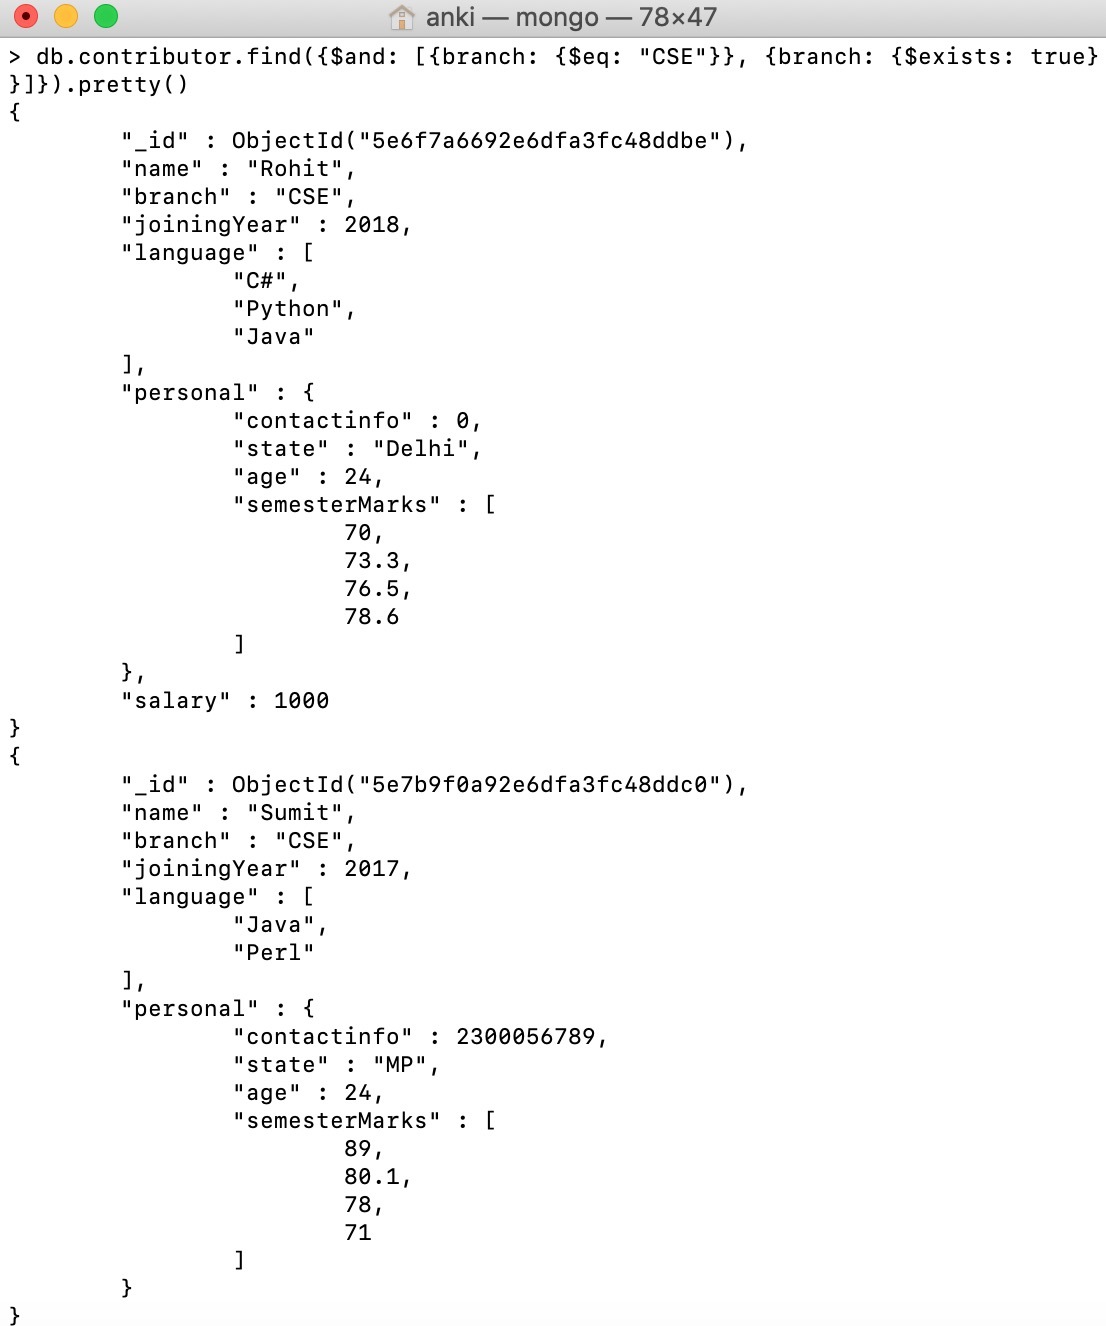 anki — mongo — 78×47
> db.contributor.find({$and: [{branch: {$eq: "CSE"}}, {branch: {$exists: true}
}]}).pretty()
{
        "_id" : ObjectId("5e6f7a6692e6dfa3fc48ddbe"),
        "name" : "Rohit",
        "branch" : "CSE",
        "joiningYear" : 2018,
        "language" : [
                "C#",
                "Python",
                "Java"
        ],
        "personal" : {
                "contactinfo" : 0,
                "state" : "Delhi",
                "age" : 24,
                "semesterMarks" : [
                        70,
                        73.3,
                        76.5,
                        78.6
                ]
        },
        "salary" : 1000
}
{
        "_id" : ObjectId("5e7b9f0a92e6dfa3fc48ddc0"),
        "name" : "Sumit",
        "branch" : "CSE",
        "joiningYear" : 2017,
        "language" : [
                "Java",
                "Perl"
        ],
        "personal" : {
                "contactinfo" : 2300056789,
                "state" : "MP",
                "age" : 24,
                "semesterMarks" : [
                        89,
                        80.1,
                        78,
                        71
                ]
        }
}